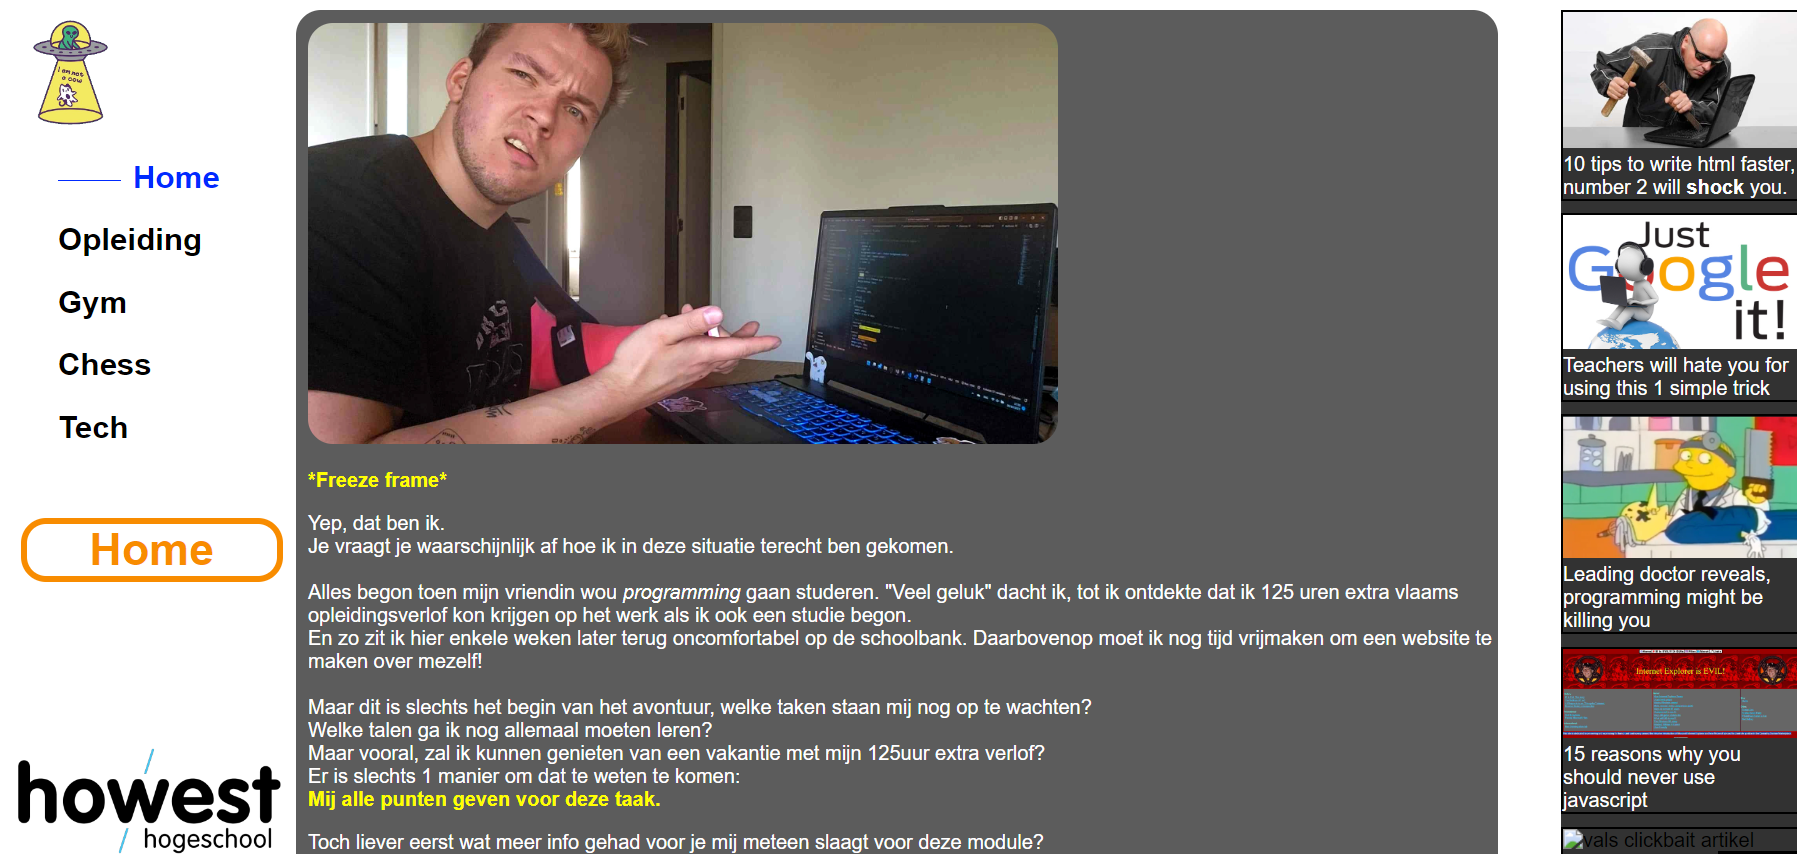 I am not
a cow
Home
Opleiding
Gym
Chess
Tech
Home
howest
hogeschool
*Freeze frame*
Yep, dat ben ik.
Je vraagt je waarschijnlijk af hoe ik in deze situatie terecht ben gekomen.
Alles begon toen mijn vriendin wou programming gaan studeren. "Veel geluk" dacht ik, tot ik ontdekte dat ik 125 uren extra vlaams
opleidingsverlof kon krijgen op het werk als ik ook een studie begon.
En zo zit ik hier enkele weken later terug oncomfortabel op de schoolbank. Daarbovenop moet ik nog tijd vrijmaken om een website te
maken over mezelf!
Maar dit is slechts het begin van het avontuur, welke taken staan mij nog op te wachten?
Welke talen ga ik nog allemaal moeten leren?
Maar vooral, zal ik kunnen genieten van een vakantie met mijn 125uur extra verlof?
Er is slechts 1 manier om dat te weten te komen:
Mij alle punten geven voor deze taak.
Toch liever eerst wat meer info gehad voor je mij meteen slaagt voor deze module?
10 tips to write html faster,
number 2 will shock you.
Just
Google
it!
Teachers will hate you for
using this 1 simple trick
Leading doctor reveals,
programming might be
killing you
Internet Explorer is EVIL!
15 reasons why you
should never use
javascript
vals clickbait artikel